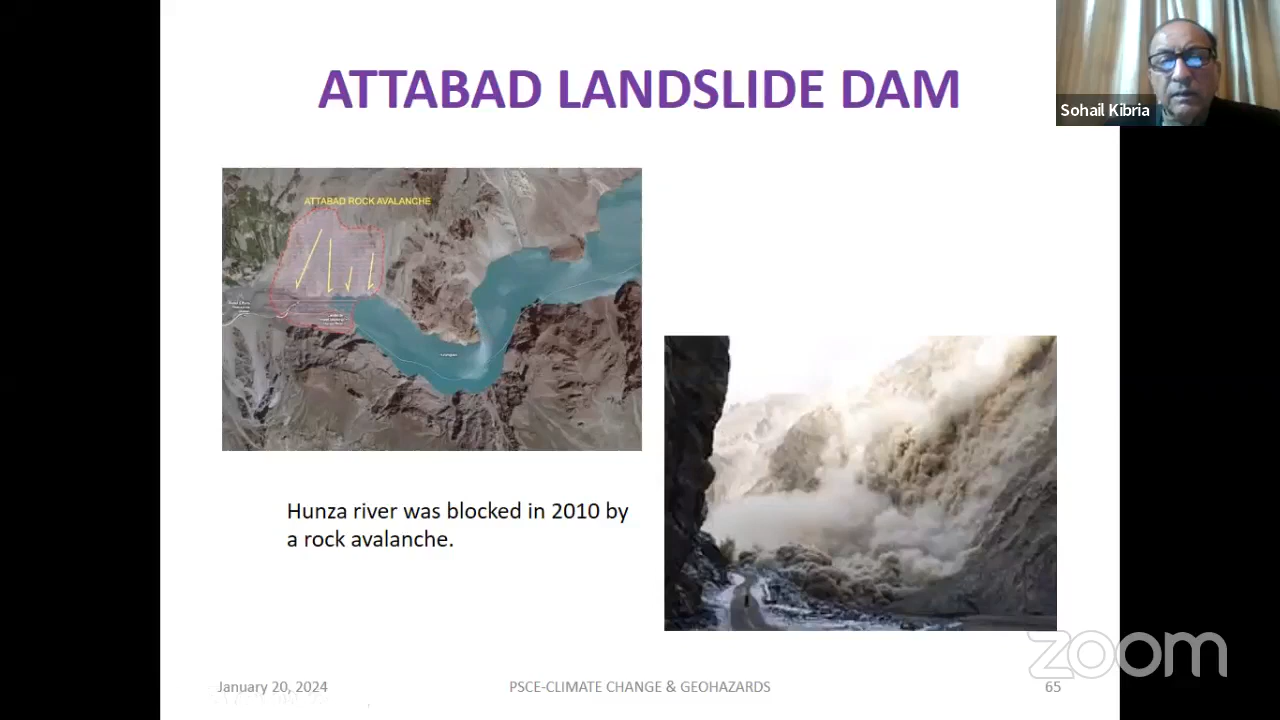 ATTABAD LANDSLIDE DAM
Sohail Kibria
ATTABAD ROCK AVALANCHE
Hunza river was blocked in 2010 by
a rock avalanche.
zoom
January 20, 2024
PSCE-CLIMATE CHANGE & GEOHAZARDS
65